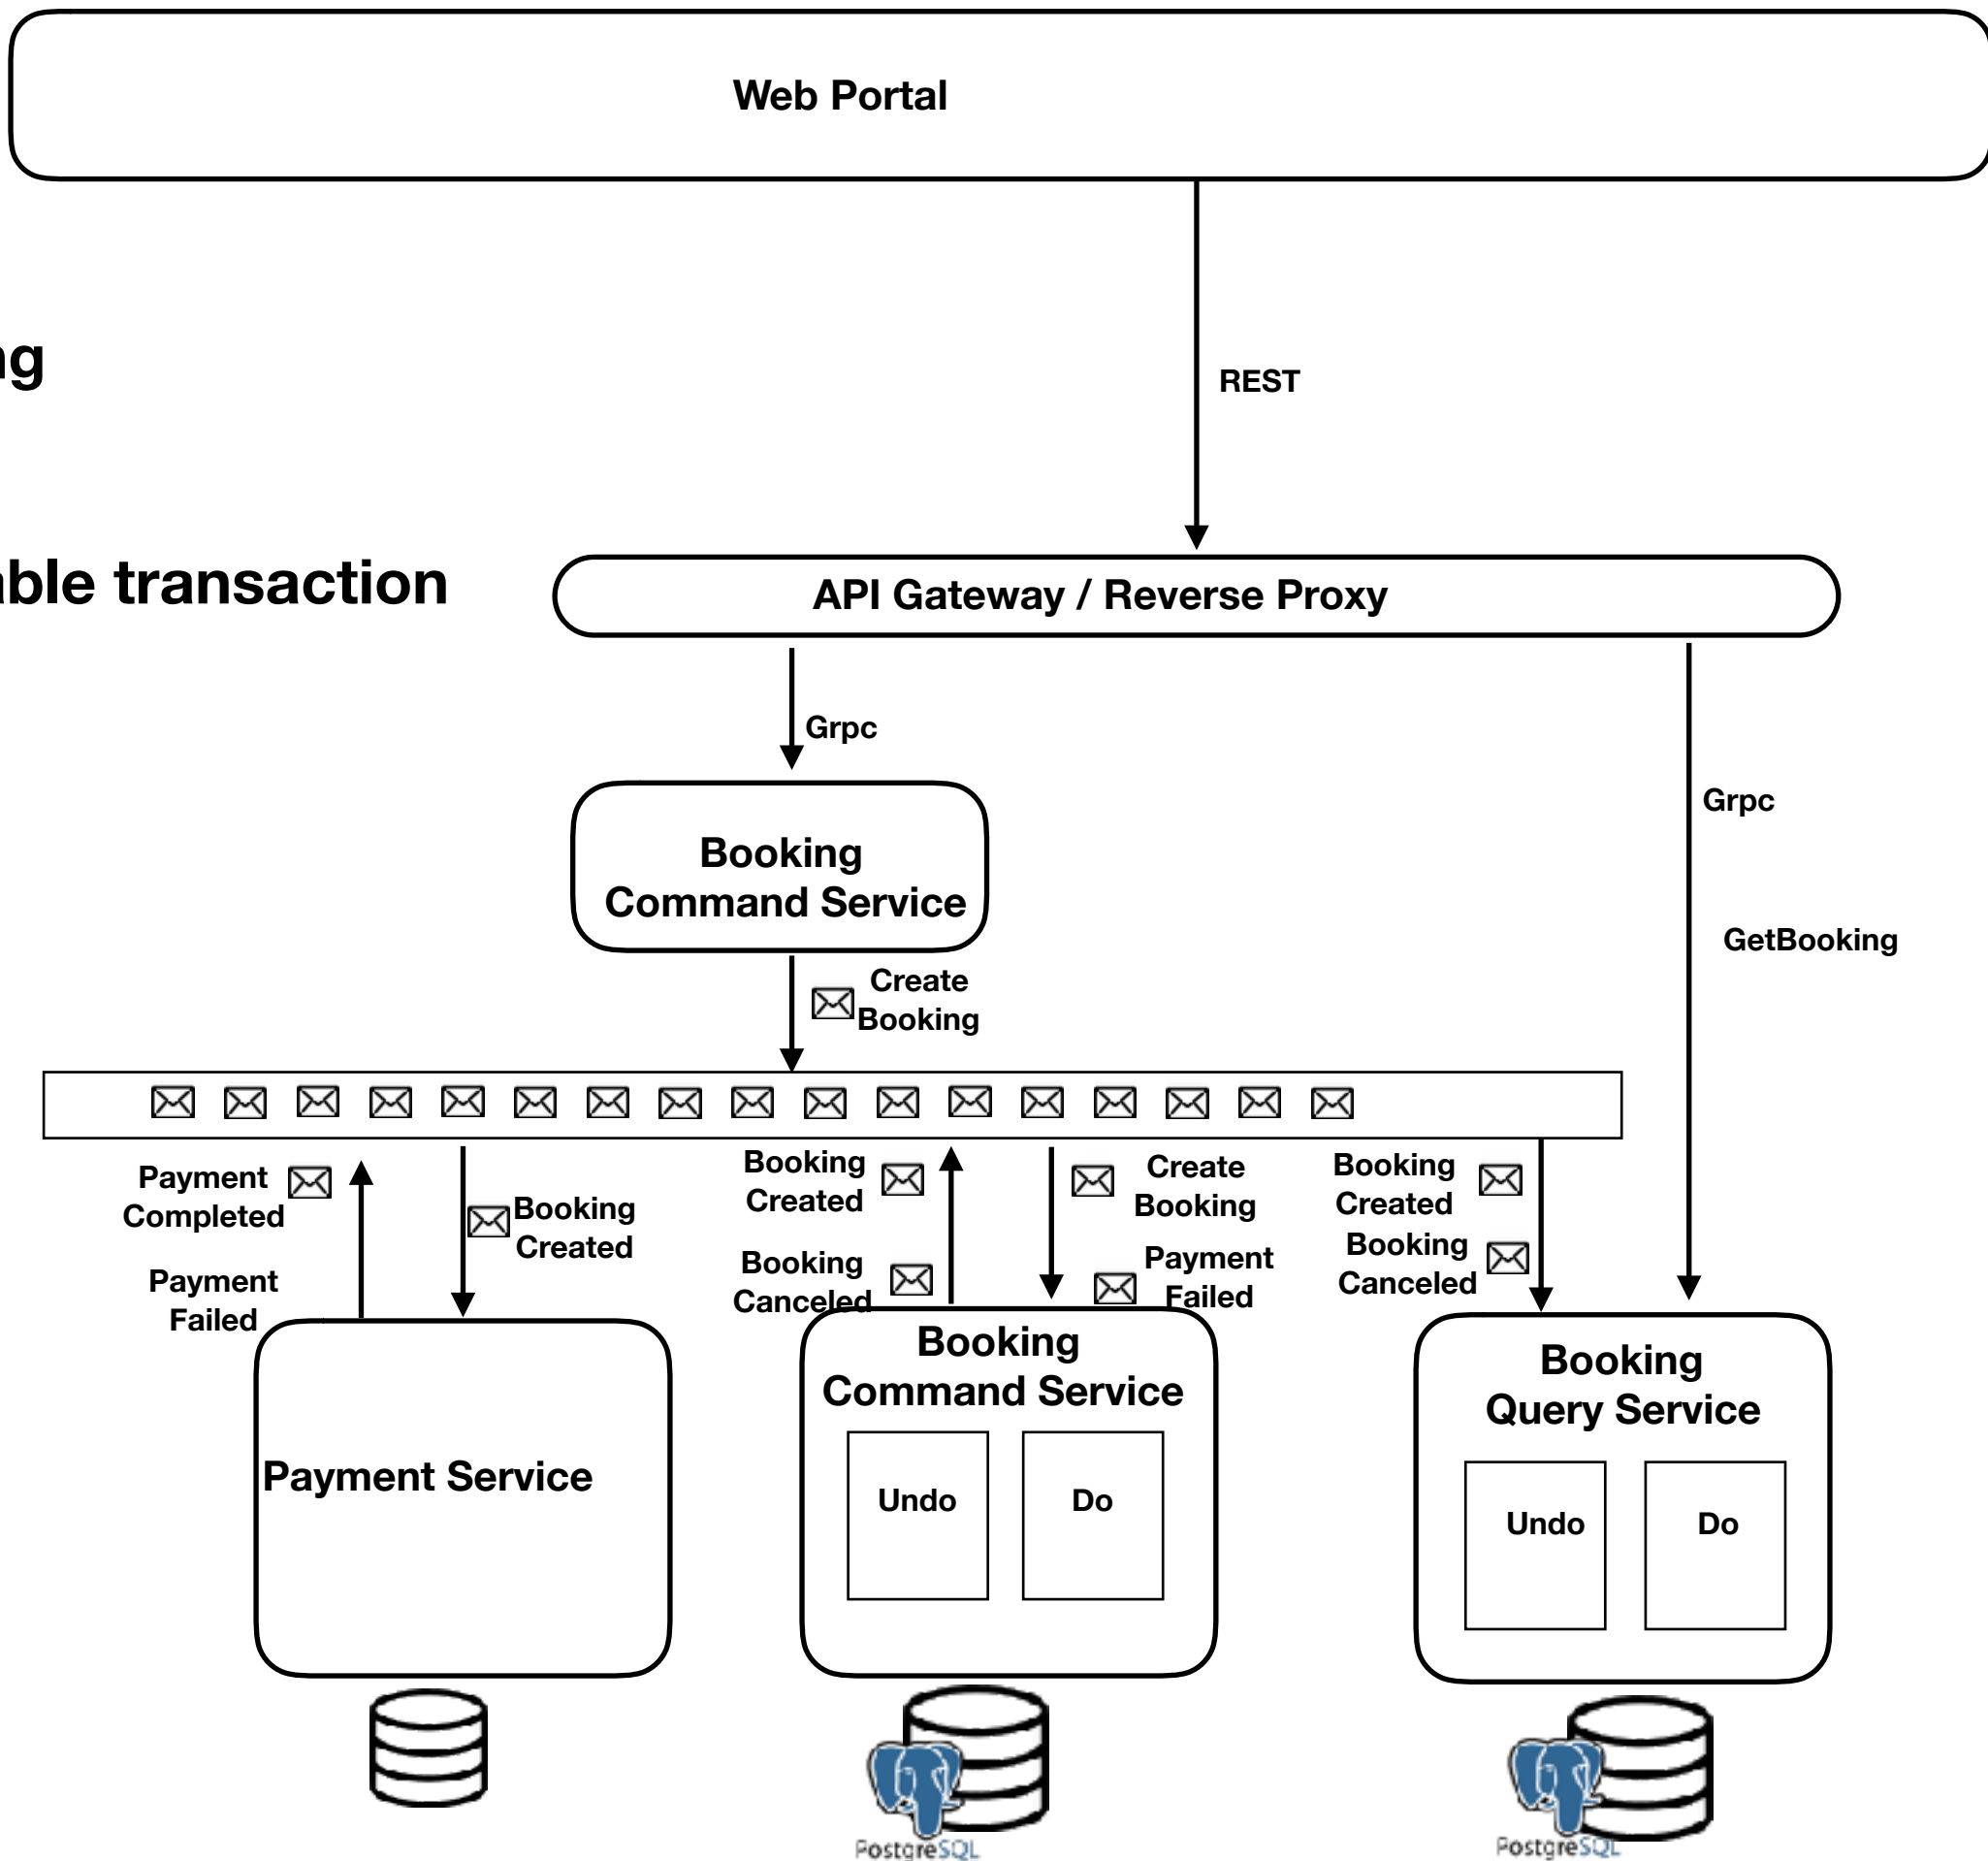 Web Portal
ng
REST
able transaction
API Gateway / Reverse Proxy
Grpc
Grpc
Booking
Command Service
GetBooking
Create
Booking
Payment
Completed
Booking
Created
Payment
Failed
Booking
Created
Create
Booking
Booking
Canceled
Payment
Failed
Booking
Created
Booking
Canceled
Payment Service
Booking
Command Service
Undo
Do
Booking
Query Service
Undo
Do
PostgreSQL
PostgreSQL